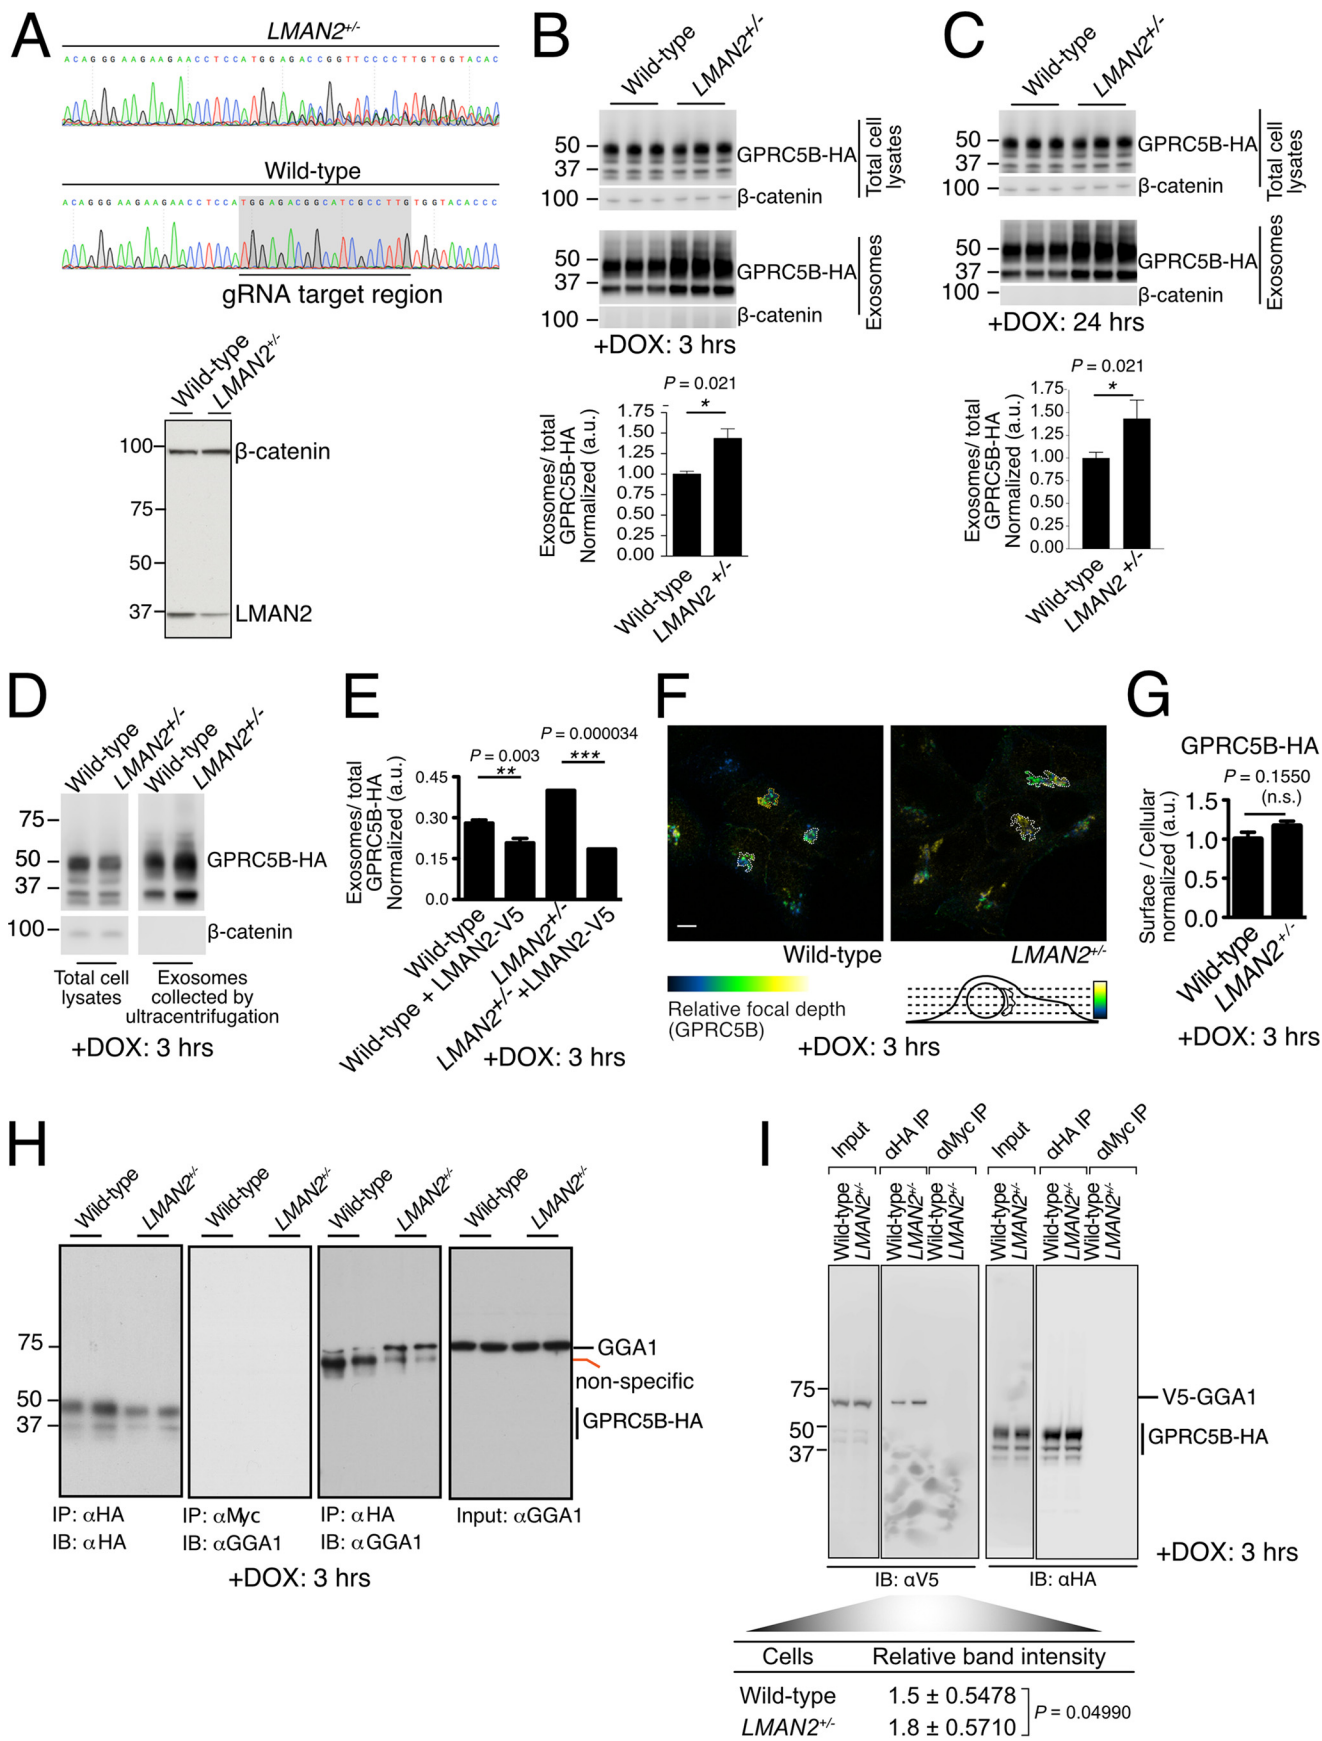 A
LMAN2+/-
ACAGGGAAGAAGAACCTCCATGGAGACCGGTTCCCCTTGTGGTACAC
Wild-type
ACAGGGAAGAAGAACCTCCATGGAGACGGCATCGCCTTGTGGTACACCC
gRNA target region
Wild-type
LMAN2+/-
100
β-catenin
75
50
37
LMAN2
B
Wild-type
LMAN2+/-
50
37
GPRC5B-HA
100
β-catenin
Total cell
lysates
50
37
GPRC5B-HA
100
β-catenin
Exosomes
+DOX: 3 hrs
P = 0.021
*
1.75
1.50
1.25
1.00
0.75
0.50
0.25
0.00
Exosomes/ total
GPRC5B-HA
Normalized (a.u.)
Wild-type
LMAN2 +/-
C
Wild-type
LMAN2+/-
50
37
GPRC5B-HA
100
β-catenin
Total cell
lysates
50
37
GPRC5B-HA
100
β-catenin
Exosomes
+DOX: 24 hrs
P = 0.021
*
1.75
1.50
1.25
1.00
1.75
0.50
0.25
0.00
Exosomes/ total
GPRC5B-HA
Normalized (a.u.)
Wild-type
LMAN2 +/-
D
Wild-type
LMAN2+/-
Wild-type
LMAN2+/-
75
50
37
GPRC5B-HA
100
β-catenin
Total cell
lysates
Exosomes
collected by
ultracentrifugation
+DOX: 3 hrs
E
P = 0.000034
***
P = 0.003
**
0.45
0.30
0.15
0.0
Exosomes/ total
GPRC5B-HA
Normalized (a.u.)
Wild-type
Wild-type + LMAN2-V5
LMAN2+/-
LMAN2+/- +LMAN2-V5
+DOX: 3 hrs
F
Wild-type
LMAN2+/-
Relative focal depth
(GPRC5B)
+DOX: 3 hrs
G
GPRC5B-HA
P = 0.1550
(n.s.)
1.5
1.0
0.5
0.0
Surface / Cellular
normalized (a.u.)
Wild-type
LMAN2+/-
+DOX: 3 hrs
H
Wild-type
LMAN2+/-
Wild-type
LMAN2+/-
Wild-type
LMAN2+/-
Wild-type
LMAN2+/-
75
50
37
GGA1
non-specific
GPRC5B-HA
IP: αHA
IB: αHA
IP: αMyc
IB: αGGA1
IP: αHA
IB: αGGA1
Input: αGGA1
+DOX: 3 hrs
I
Input
αHA IP
αMyc IP
Input
αHA IP
αMyc IP
Wild-type
LMAN2+/-
Wild-type
LMAN2+/-
Wild-type
LMAN2+/-
Wild-type
LMAN2+/-
Wild-type
LMAN2+/-
Wild-type
LMAN2+/-
75
50
37
V5-GGA1
GPRC5B-HA
+DOX: 3 hrs
IB: αV5
IB: αHA
Cells Relative band intensity
Wild-type 1.5 ± 0.5478
LMAN2+/- 1.8 ± 0.5710
P = 0.04990